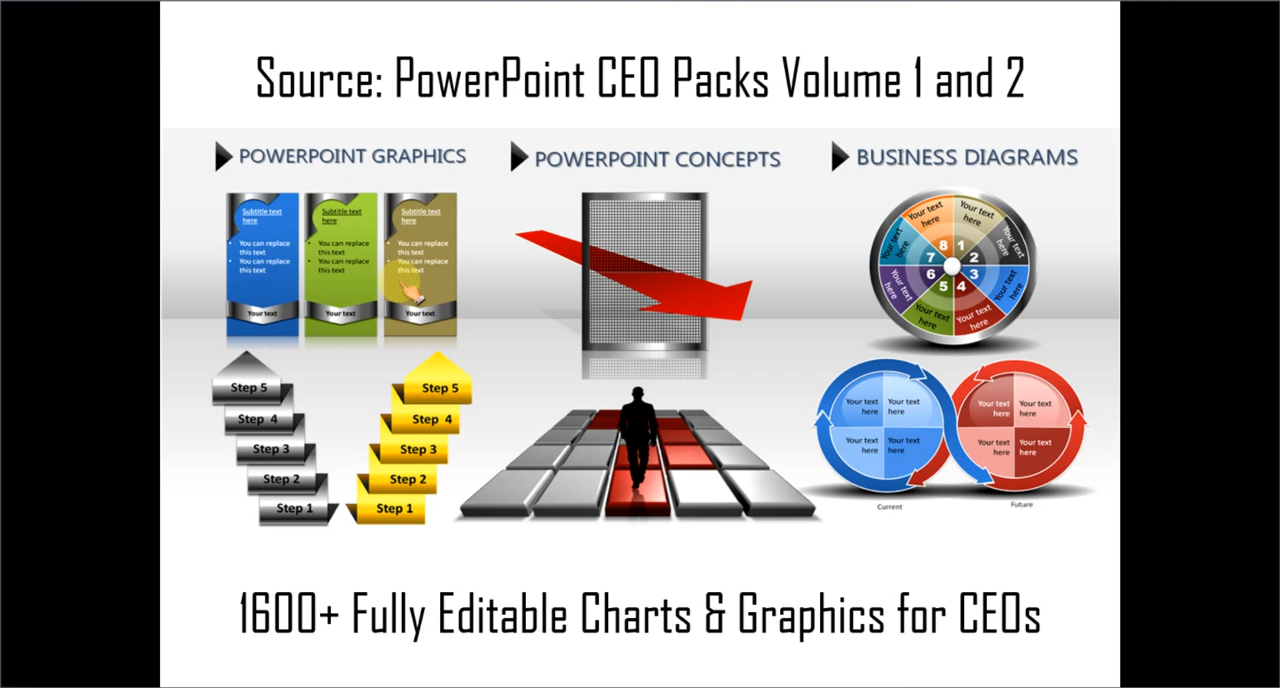 Source: PowerPoint CEO Packs Volume 1 and 2
POWERPOINT GRAPHICS
POWERPOINT CONCEPTS
BUSINESS DIAGRAMS
Subtitle text
here
• You can replace
this text
• You can replace
this text
Your text
Subtitle text
here
• You can replace
this text
• You can replace
this text
Your text
Subtitle text
here
• You can replace
this text
• You can replace
this text
Your text
Step 5
Step 4
Step 3
Step 2
Step 1
Step 5
Step 4
Step 3
Step 2
Step 1
Your text
here
Your text
here
Your text
here
Your text
here
Your text
here
Your text
here
Your text
here
Your text
here
1
2
3
4
5
6
7
8
Your text
here
Your text
here
Your text
here
Your text
here
Current
Your text
here
Your text
here
Your text
here
Your text
here
Future
1600+ Fully Editable Charts & Graphics for CEOs